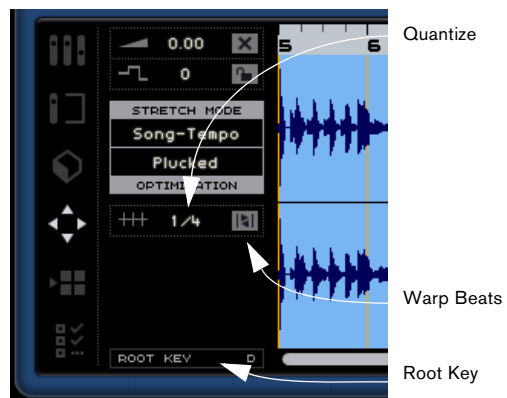 Quantize
0.00
5 6
0
STRETCH MODE
Song-Tempo
Plucked
OPTIMIZATION
1/4
Warp Beats
ROOT KEY D
Root Key